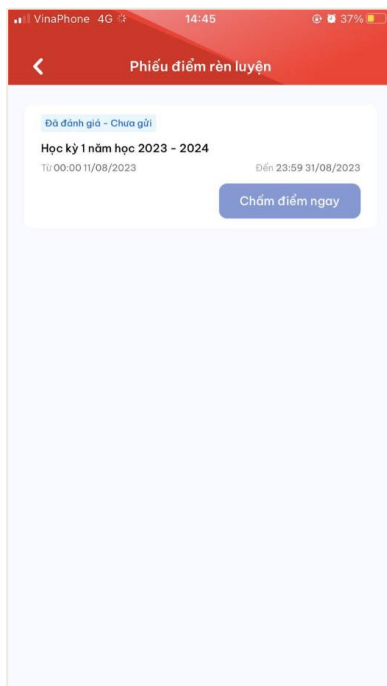 VinaPhone 4G 14:45 37%
Phiếu điểm rèn luyện
Đã đánh giá - Chưa gửi
Học kỳ 1 năm học 2023 - 2024
Từ 00:00 11/08/2023 Đến 23:59 31/08/2023
Chấm điểm ngay